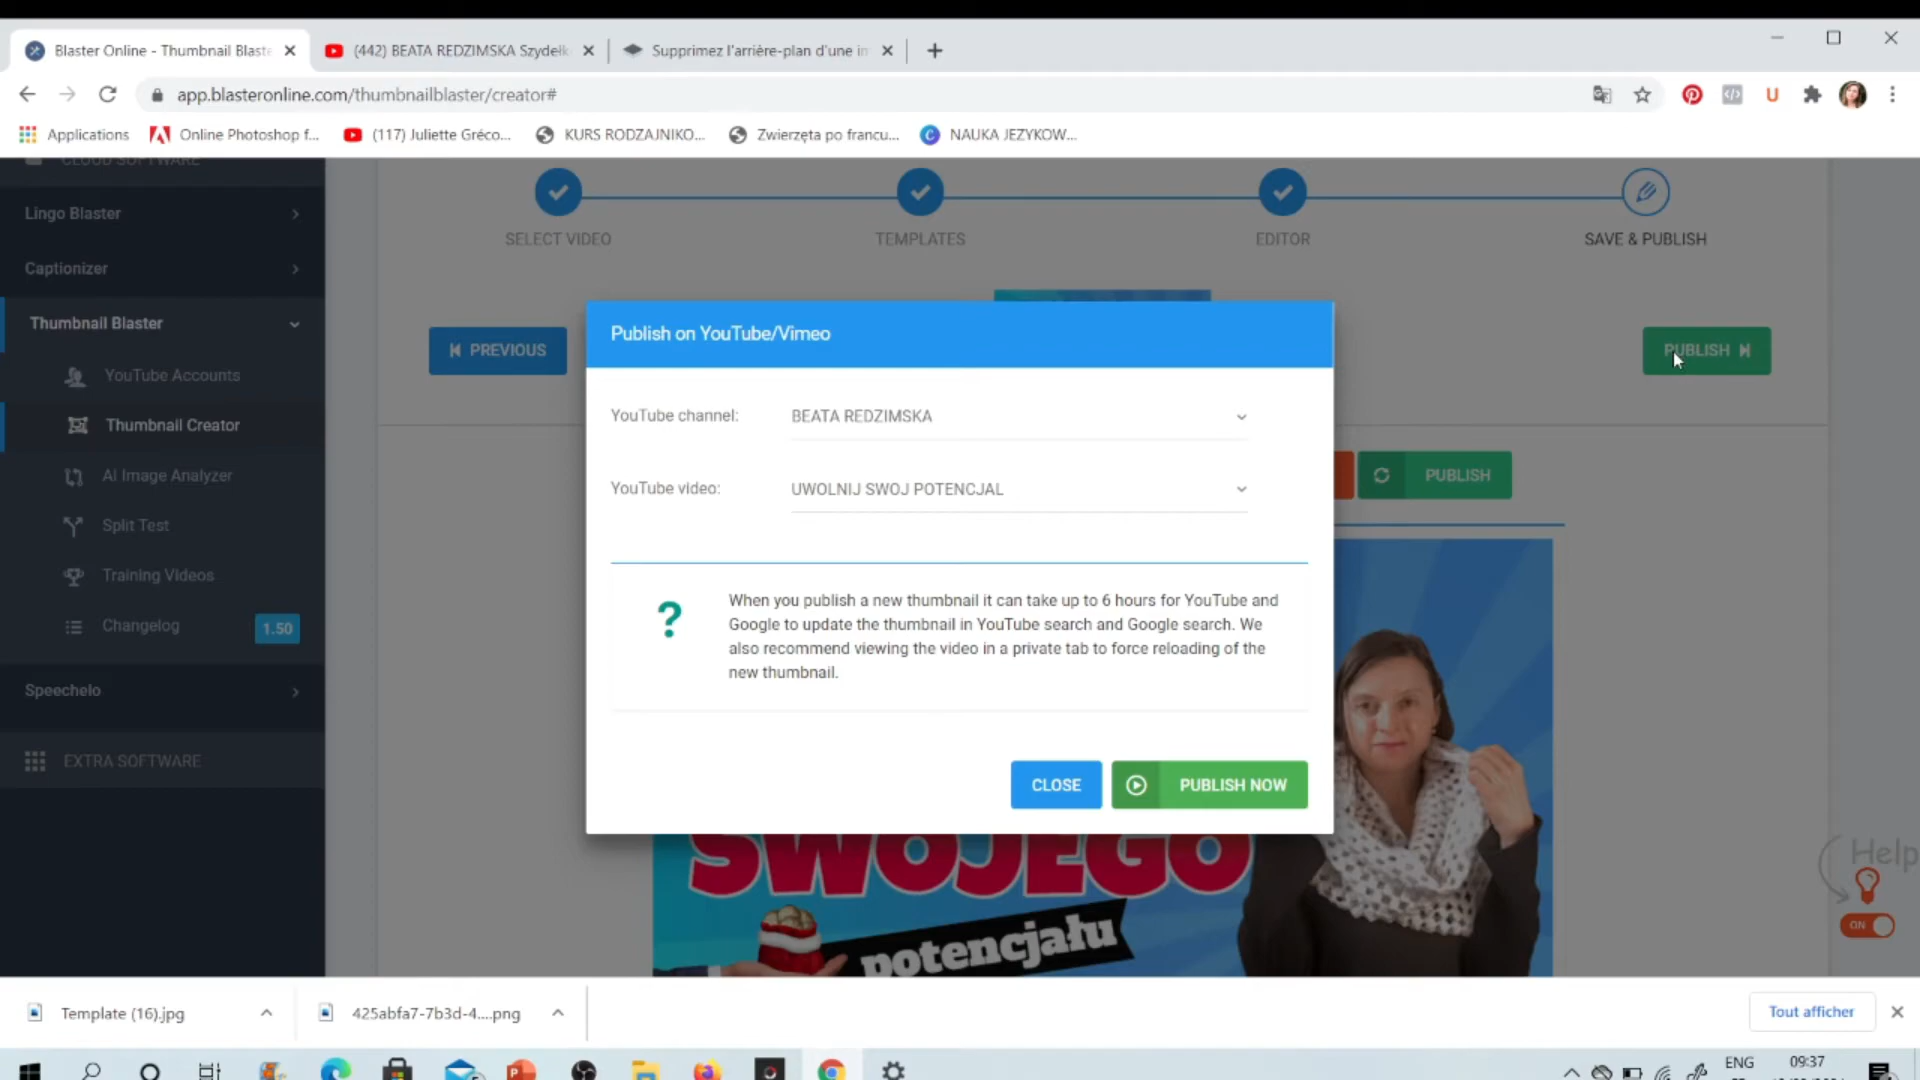 Blaster Online - Thumbnail Blaste
(442) BEATA REDZIMSKA Szydełk
Supprimez l'arrière-plan d'une im
app.blasteronline.com/thumbnailblaster/creator#
Applications
Online Photoshop f...
(117) Juliette Gréco...
KURS RODZAJNIKO...
Zwierzęta po francu...
NAUKA JEZYKOW...
CLOUD SOFTWARE
Lingo Blaster
Captionizer
Thumbnail Blaster
YouTube Accounts
Thumbnail Creator
AI Image Analyzer
Split Test
Training Videos
Changelog
1.50
Speechelo
EXTRA SOFTWARE
SELECT VIDEO
TEMPLATES
EDITOR
SAVE & PUBLISH
PREVIOUS
PUBLISH
PUBLISH
Publish on YouTube/Vimeo
YouTube channel:
BEATA REDZIMSKA
YouTube video:
UWOLNIJ SWOJ POTENCJAL
?
When you publish a new thumbnail it can take up to 6 hours for YouTube and
Google to update the thumbnail in YouTube search and Google search. We
also recommend viewing the video in a private tab to force reloading of the
new thumbnail.
CLOSE
PUBLISH NOW
SWOJEGO
potencjału
Help
ON
Template (16).jpg
425abfa7-7b3d-4....png
Tout afficher
ENG
09:37